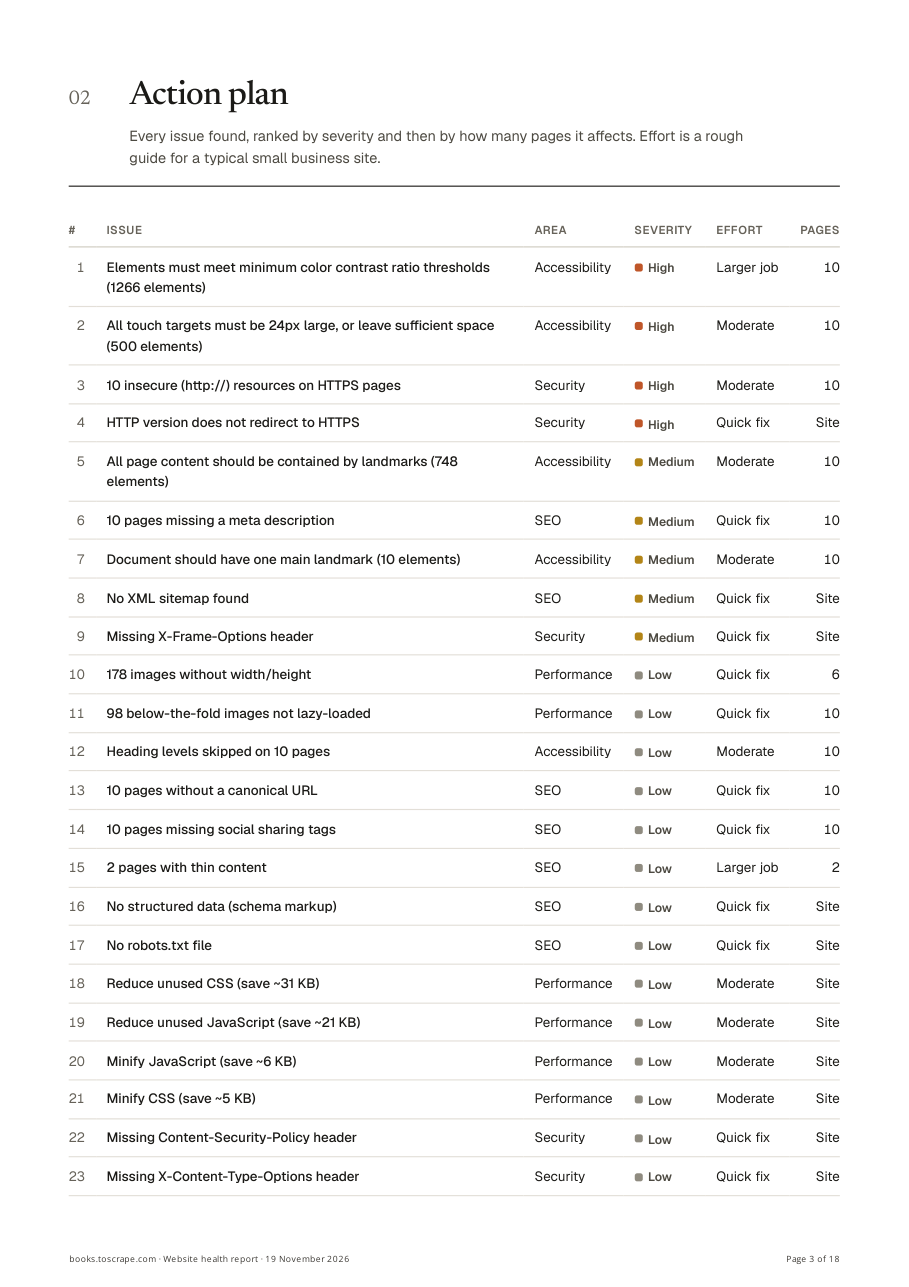 02 Action plan
Every issue found, ranked by severity and then by how many pages it affects. Effort is a rough
guide for a typical small business site.
# ISSUE AREA SEVERITY EFFORT PAGES
1 Elements must meet minimum color contrast ratio thresholds Accessibility High Larger job 10
(1266 elements)
2 All touch targets must be 24px large, or leave sufficient space Accessibility High Moderate 10
(500 elements)
3 10 insecure (http://) resources on HTTPS pages Security High Moderate 10
4 HTTP version does not redirect to HTTPS Security High Quick fix Site
5 All page content should be contained by landmarks (748 Accessibility Medium Moderate 10
elements)
6 10 pages missing a meta description SEO Medium Quick fix 10
7 Document should have one main landmark (10 elements) Accessibility Medium Moderate 10
8 No XML sitemap found SEO Medium Quick fix Site
9 Missing X-Frame-Options header Security Medium Quick fix Site
10 178 images without width/height Performance Low Quick fix 6
11 98 below-the-fold images not lazy-loaded Performance Low Quick fix 10
12 Heading levels skipped on 10 pages Accessibility Low Moderate 10
13 10 pages without a canonical URL SEO Low Quick fix 10
14 10 pages missing social sharing tags SEO Low Quick fix 10
15 2 pages with thin content SEO Low Larger job 2
16 No structured data (schema markup) SEO Low Quick fix Site
17 No robots.txt file SEO Low Quick fix Site
18 Reduce unused CSS (save ~31 KB) Performance Low Moderate Site
19 Reduce unused JavaScript (save ~21 KB) Performance Low Moderate Site
20 Minify JavaScript (save ~6 KB) Performance Low Moderate Site
21 Minify CSS (save ~5 KB) Performance Low Moderate Site
22 Missing Content-Security-Policy header Security Low Quick fix Site
23 Missing X-Content-Type-Options header Security Low Quick fix Site
books.toscrape.com · Website health report · 19 November 2026 Page 3 of 18